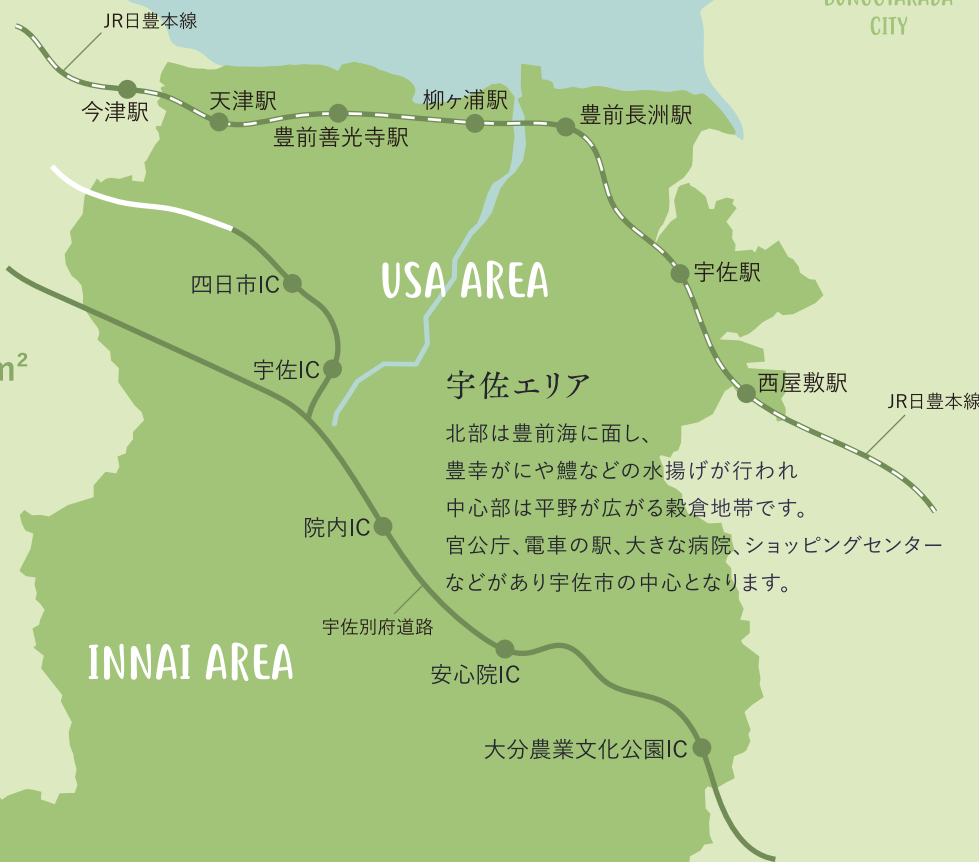 JR日豊本線
CITY
今津駅
天津駅
豊前善光寺駅
柳ヶ浦駅
豊前長洲駅
四日市IC
USA AREA
宇佐駅
m²
宇佐IC
西屋敷駅
JR日豊本線
宇佐エリア
北部は豊前海に面し、
豊幸がにや鱧などの水揚げが行われ
中心部は平野が広がる穀倉地帯です。
官公庁、電車の駅、大きな病院、ショッピングセンター
などがあり宇佐市の中心となります。
院内IC
宇佐別府道路
INNAI AREA
安心院IC
大分農業文化公園IC